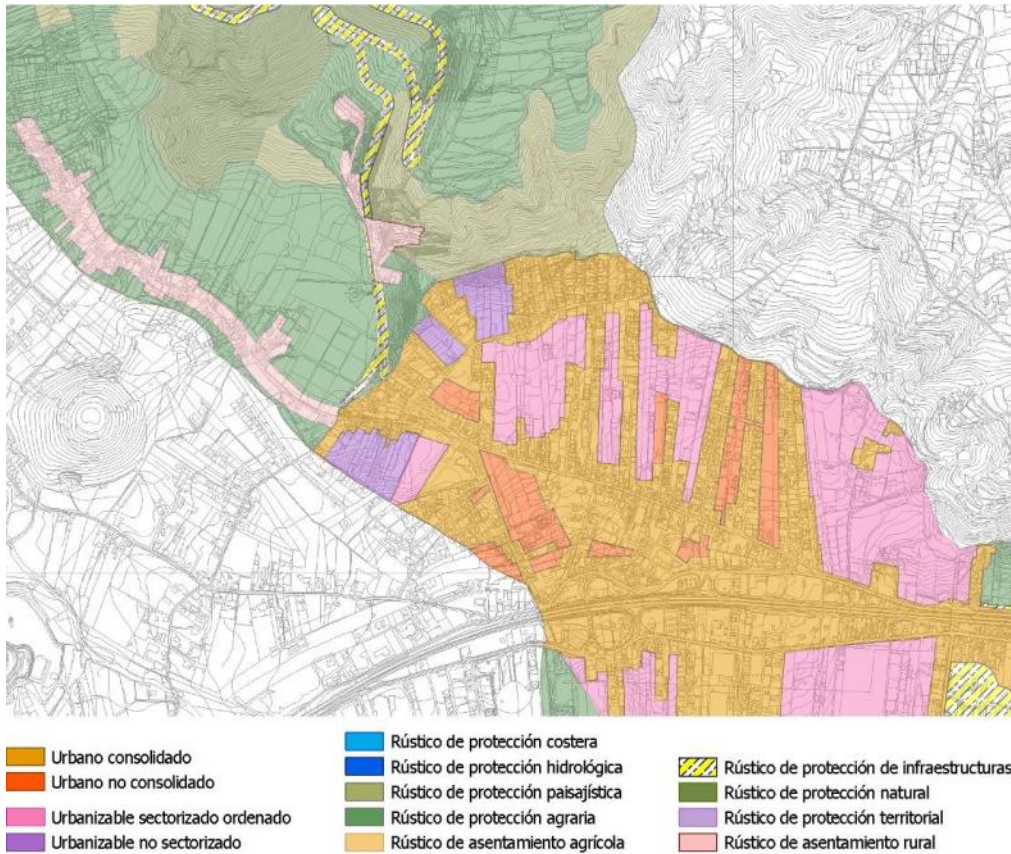 Urbano consolidado
Urbano no consolidado
Urbanizable sectorizado ordenado
Urbanizable no sectorizado
Rústico de protección costera
Rústico de protección hidrológica
Rústico de protección paisajística
Rústico de protección agraria
Rústico de asentamiento agrícola
Rústico de protección de infraestructuras
Rústico de protección natural
Rústico de protección territorial
Rústico de asentamiento rural